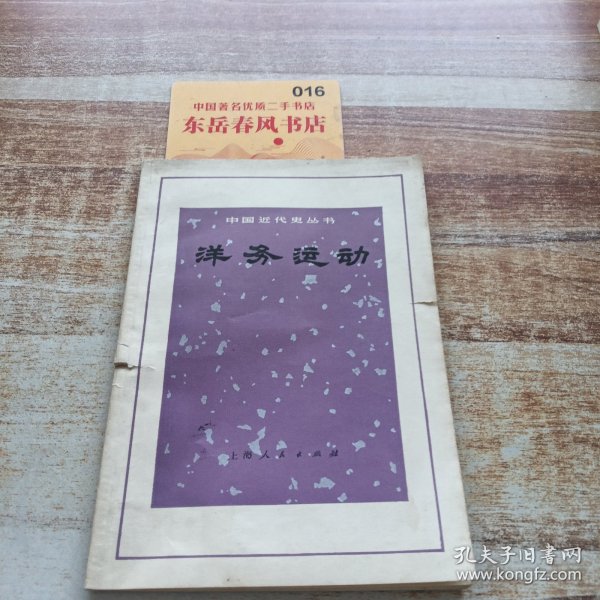 016
中国著名优质二手书店
东岳春风书店
中国近代史丛书
洋务运动
上海人民出版社
孔夫子旧书网
www.kongfz.com